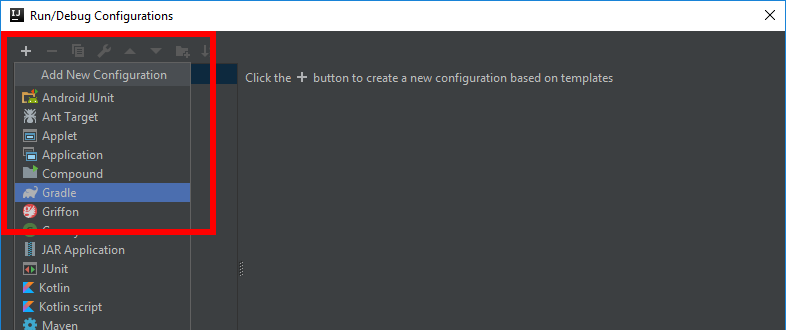 IJ Run/Debug Configurations
Add New Configuration
Click the + button to create a new configuration based on templates
Android JUnit
Ant Target
Applet
Application
Compound
Gradle
Griffon
JAR Application
JUnit
Kotlin
Kotlin script
Maven